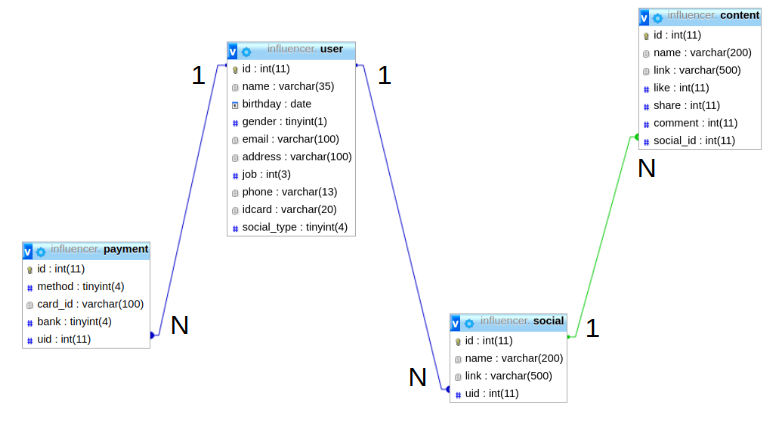 influencer. content
id : int(11)
name : varchar(200)
link : varchar(500)
like : int(11)
share : int(11)
comment : int(11)
social_id : int(11)
N
influencer. user
id : int(11)
name : varchar(35)
birthday : date
gender : tinyint(1)
email : varchar(100)
address : varchar(100)
job : int(3)
phone : varchar(13)
idcard : varchar(20)
social_type : tinyint(4)
1
1
influencer. payment
id : int(11)
method : tinyint(4)
card_id : varchar(100)
bank : tinyint(4)
uid : int(11)
N
influencer. social
id : int(11)
name : varchar(200)
link : varchar(500)
uid : int(11)
1
N